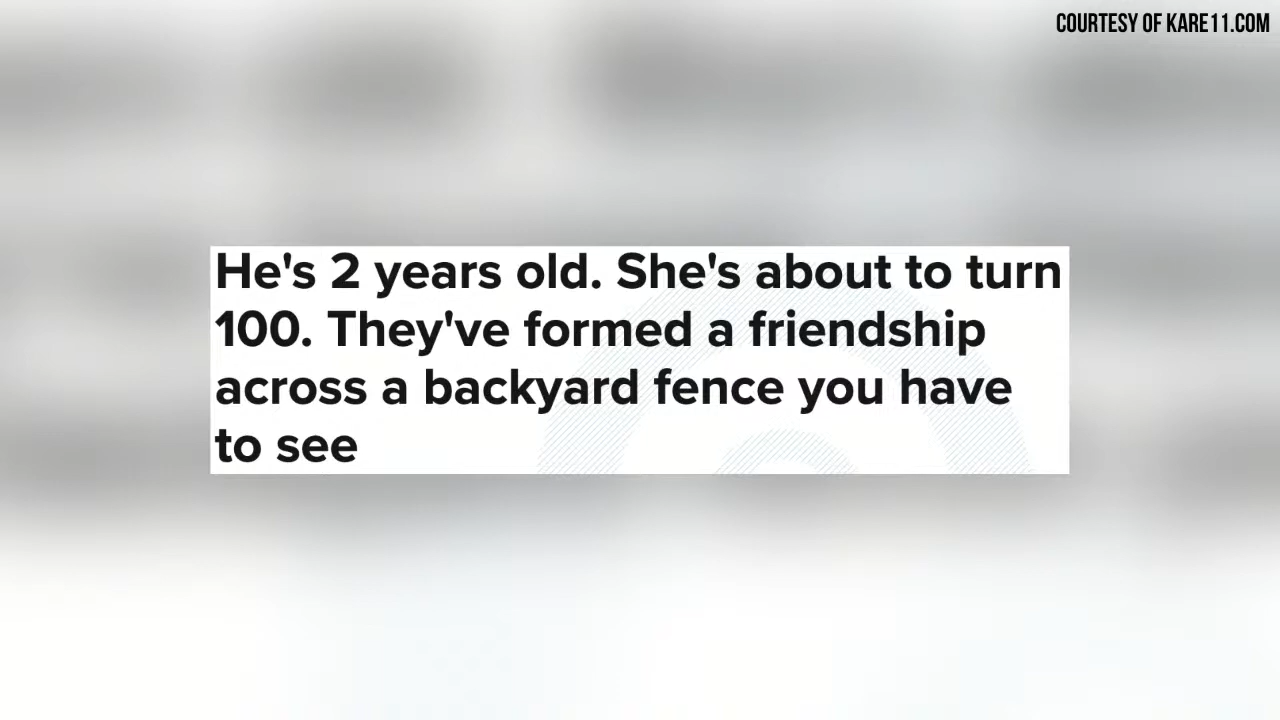 COURTESY OF KARE11.COM
He's 2 years old. She's about to turn
100. They've formed a friendship
across a backyard fence you have
to see